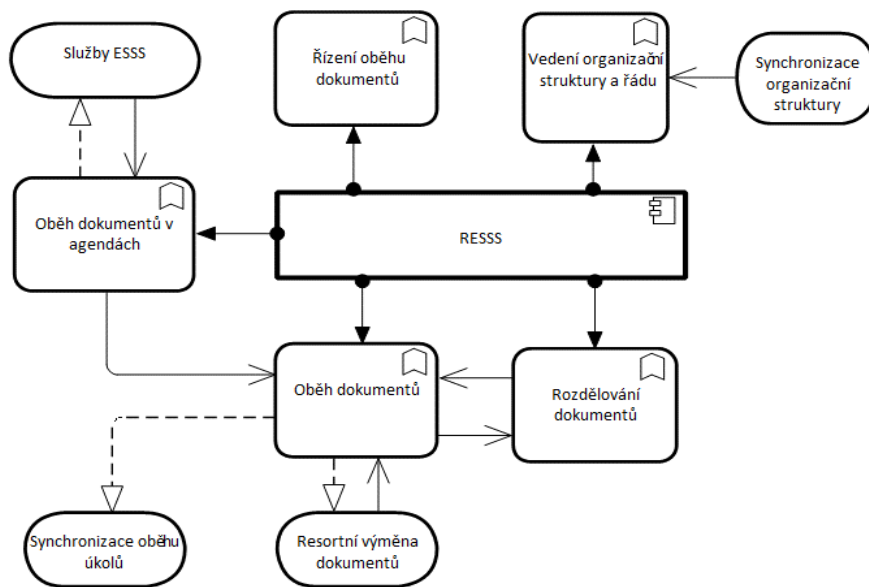 Služby ESSS
Řízení oběhu
dokumentů
Vedení organizační
struktury a řádu
Synchronizace
organizační
struktury
Oběh dokumentů v
agendách
RESSS
Oběh dokumentů
Rozdělování
dokumentů
Synchronizace oběhu
úkolů
Resortní výměna
dokumentů